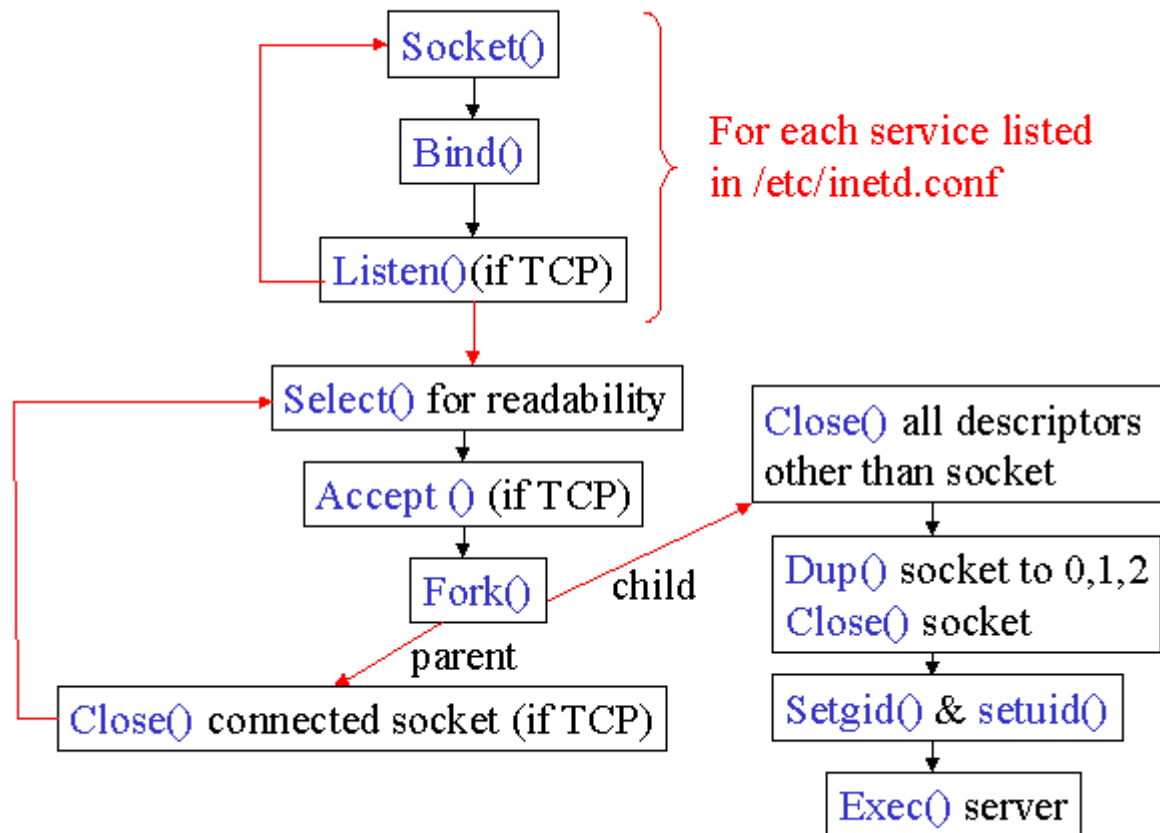 Socket()
Bind()
For each service listed
in /etc/inetd.conf
Listen()(if TCP)
Select() for readability
Accept () (if TCP)
Fork()
child
parent
Close() connected socket (if TCP)
Close() all descriptors
other than socket
Dup() socket to 0,1,2
Close() socket
Setgid() & setuid()
Exec() server